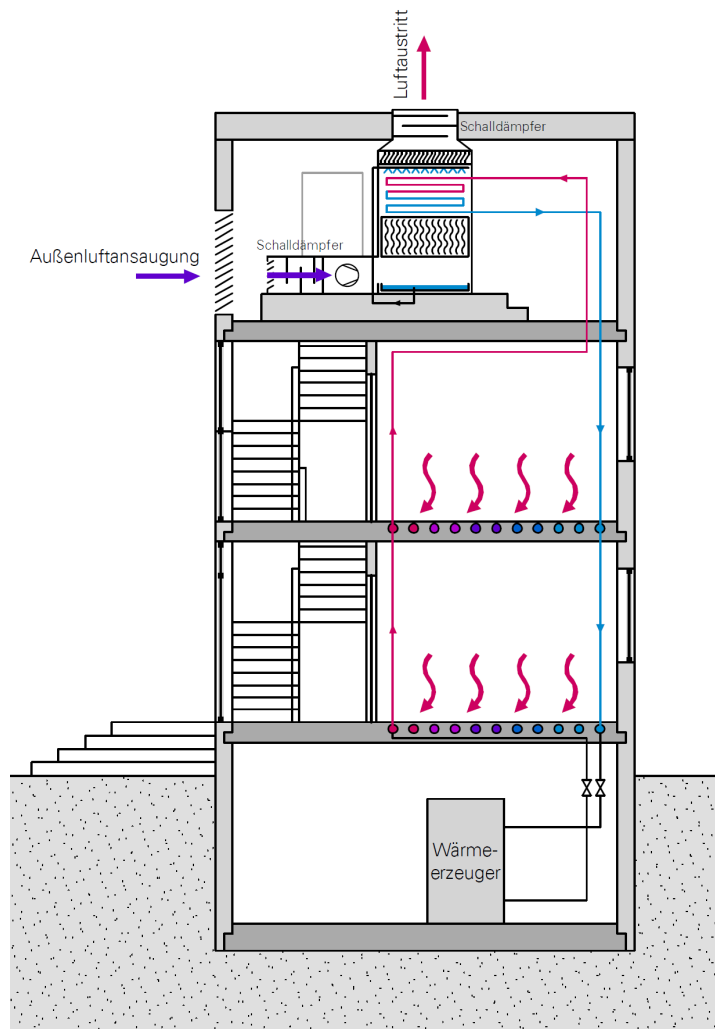 Luftaustritt
Schalldämpfer
Schalldämpfer
Außenluftansaugung
Wärme-
erzeuger